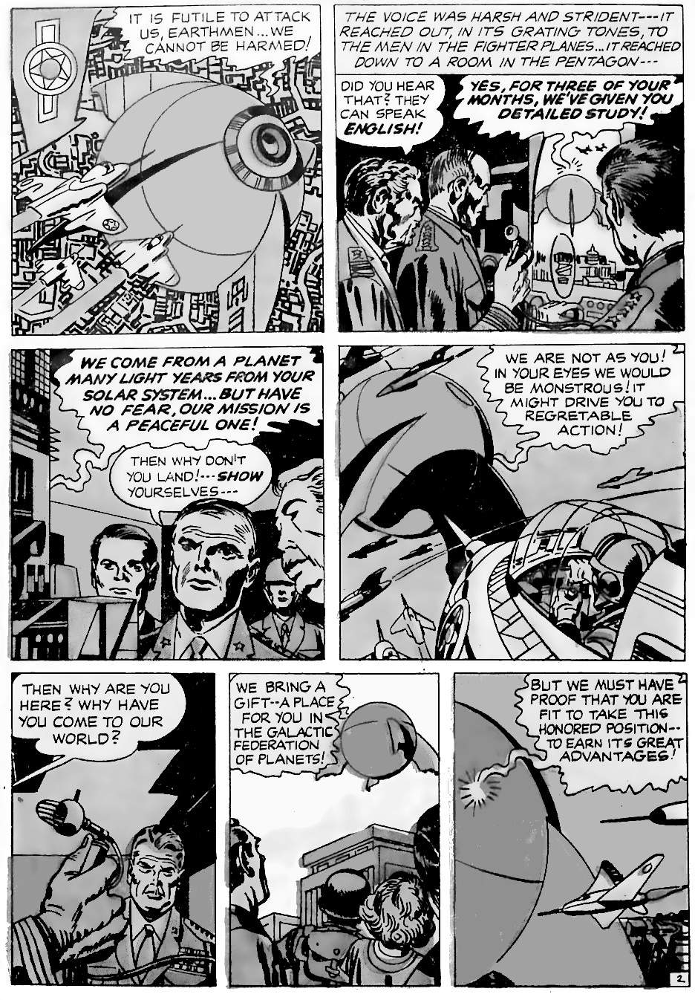 IT IS FUTILE TO ATTACK
US, EARTHMEN...WE
CANNOT BE HARMED!
THE VOICE WAS HARSH AND STRIDENT---IT
REACHED OUT, IN ITS GRATING TONES, TO
THE MEN IN THE FIGHTER PLANES...IT REACHED
DOWN TO A ROOM IN THE PENTAGON---
DID YOU HEAR
THAT? THEY
CAN SPEAK
ENGLISH!
YES, FOR THREE OF YOUR
MONTHS, WE'VE GIVEN YOU
DETAILED STUDY!
WE COME FROM A PLANET
MANY LIGHT YEARS FROM YOUR
SOLAR SYSTEM...BUT HAVE
NO FEAR, OUR MISSION IS
A PEACEFUL ONE!
THEN WHY DON'T
YOU LAND!---SHOW
YOURSELVES---
WE ARE NOT AS YOU!
IN YOUR EYES WE WOULD
BE MONSTROUS! IT
MIGHT DRIVE YOU TO
REGRETABLE
ACTION!
THEN WHY ARE YOU
HERE? WHY HAVE
YOU COME TO OUR
WORLD?
WE BRING A
GIFT--A PLACE
FOR YOU IN
THE GALACTIC
FEDERATION
OF PLANETS!
BUT WE MUST HAVE
PROOF THAT YOU ARE
FIT TO TAKE THIS
HONORED POSITION--
TO EARN ITS GREAT
ADVANTAGES!
2